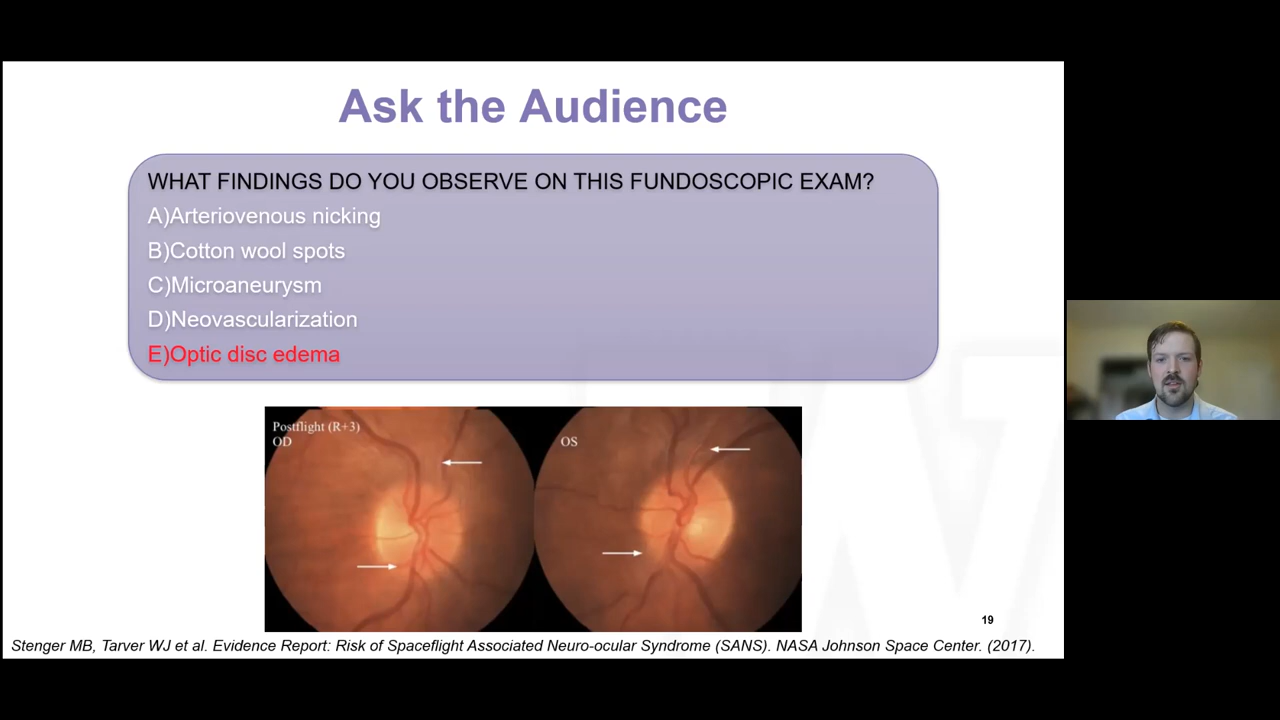 Ask the Audience
WHAT FINDINGS DO YOU OBSERVE ON THIS FUNDOSCOPIC EXAM?
A)Arteriovenous nicking
B)Cotton wool spots
C)Microaneurysm
D)Neovascularization
E)Optic disc edema
Postflight (R+3)
OD
OS
19
Stenger MB, Tarver WJ et al. Evidence Report: Risk of Spaceflight Associated Neuro-ocular Syndrome (SANS). NASA Johnson Space Center. (2017).